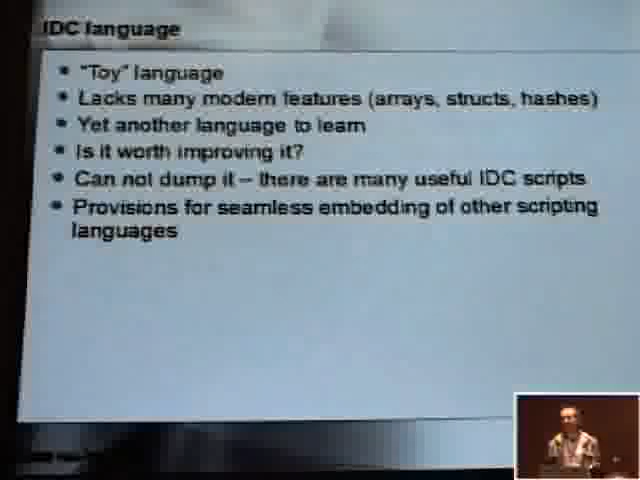 IDC language
• "Toy" language
• Lacks many modern features (arrays, structs, hashes)
• Yet another language to learn
• Is it worth improving it?
• Can not dump it – there are many useful IDC scripts
• Provisions for seamless embedding of other scripting
languages